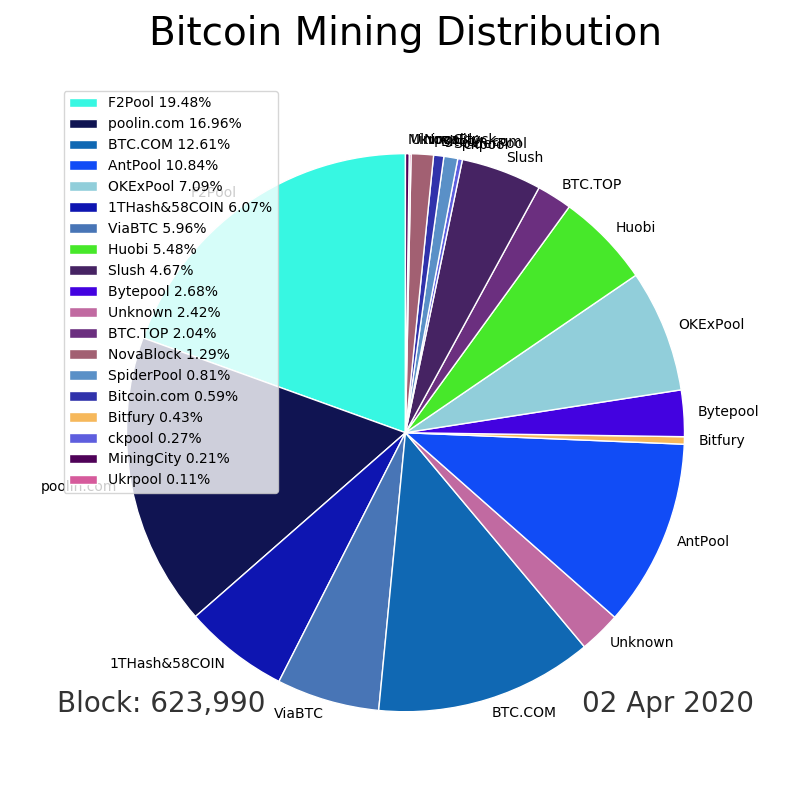 Bitcoin Mining Distribution
F2Pool 19.48%
poolin.com 16.96%
BTC.COM 12.61%
AntPool 10.84%
OKExPool 7.09%
1THash&58COIN 6.07%
ViaBTC 5.96%
Huobi 5.48%
Slush 4.67%
Bytepool 2.68%
Unknown 2.42%
BTC.TOP 2.04%
NovaBlock 1.29%
SpiderPool 0.81%
Bitcoin.com 0.59%
Bitfury 0.43%
ckpool 0.27%
MiningCity 0.21%
Ukrpool 0.11%
F2Pool
poolin.com
1THash&58COIN
ViaBTC
BTC.COM
Unknown
AntPool
Bitfury
Bytepool
OKExPool
Huobi
BTC.TOP
Slush
Block: 623,990
02 Apr 2020